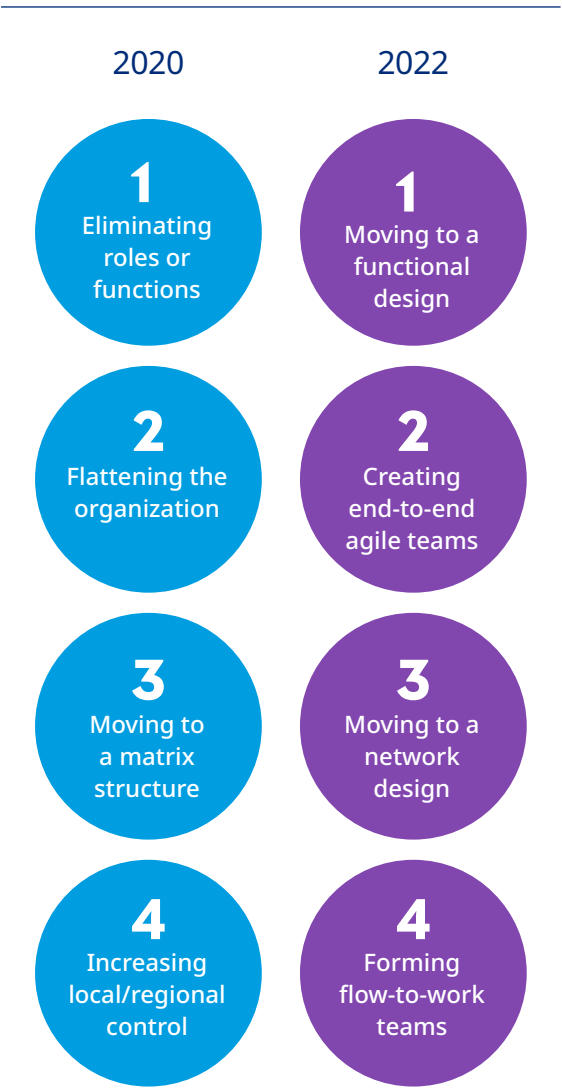 2020
2022
1
Eliminating
roles or
functions
1
Moving to a
functional
design
2
Flattening the
organization
2
Creating
end-to-end
agile teams
3
Moving to
a matrix
structure
3
Moving to a
network
design
4
Increasing
local/regional
control
4
Forming
flow-to-work
teams